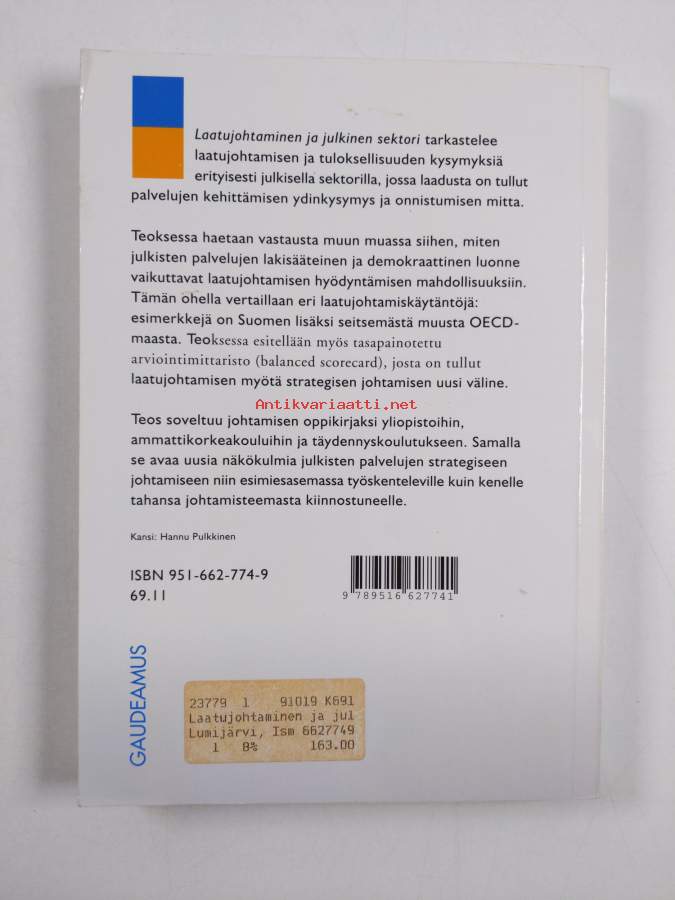 Laatujohtaminen ja julkinen sektori tarkastelee
laatujohtamisen ja tuloksellisuuden kysymyksiä
erityisesti julkisella sektorilla, jossa laadusta on tullut
palvelujen kehittämisen ydinkysymys ja onnistumisen mitta.
Teoksessa haetaan vastausta muun muassa siihen, miten
julkisten palvelujen lakisääteinen ja demokraattinen luonne
vaikuttavat laatujohtamisen hyödyntämisen mahdollisuuksiin.
Tämän ohella vertaillaan eri laatujohtamiskäytäntöjä:
esimerkkejä on Suomen lisäksi seitsemästä muusta OECD-
maasta. Teoksessa esitellään myös tasapainotettu
arviointimittaristo (balanced scorecard), josta on tullut
laatujohtamisen myötä strategisen johtamisen uusi väline.
Antikvariaatti.net
Teos soveltuu johtamisen oppikirjaksi yliopistoihin,
ammattikorkeakouluihin ja täydennyskoulutukseen. Samalla
se avaa uusia näkökulmia julkisten palvelujen strategiseen
johtamiseen niin esimiesasemassa työskenteleville kuin kenelle
tahansa johtamisteemasta kiinnostuneelle.
Kansi: Hannu Pulkkinen
ISBN 951-662-774-9
69.11
9 789516 627741
GAUDEAMUS
23779 1 91019 K691
Laatujohtaminen ja jul
Lumijärvi, Ism 6627749
1 8% 163.00